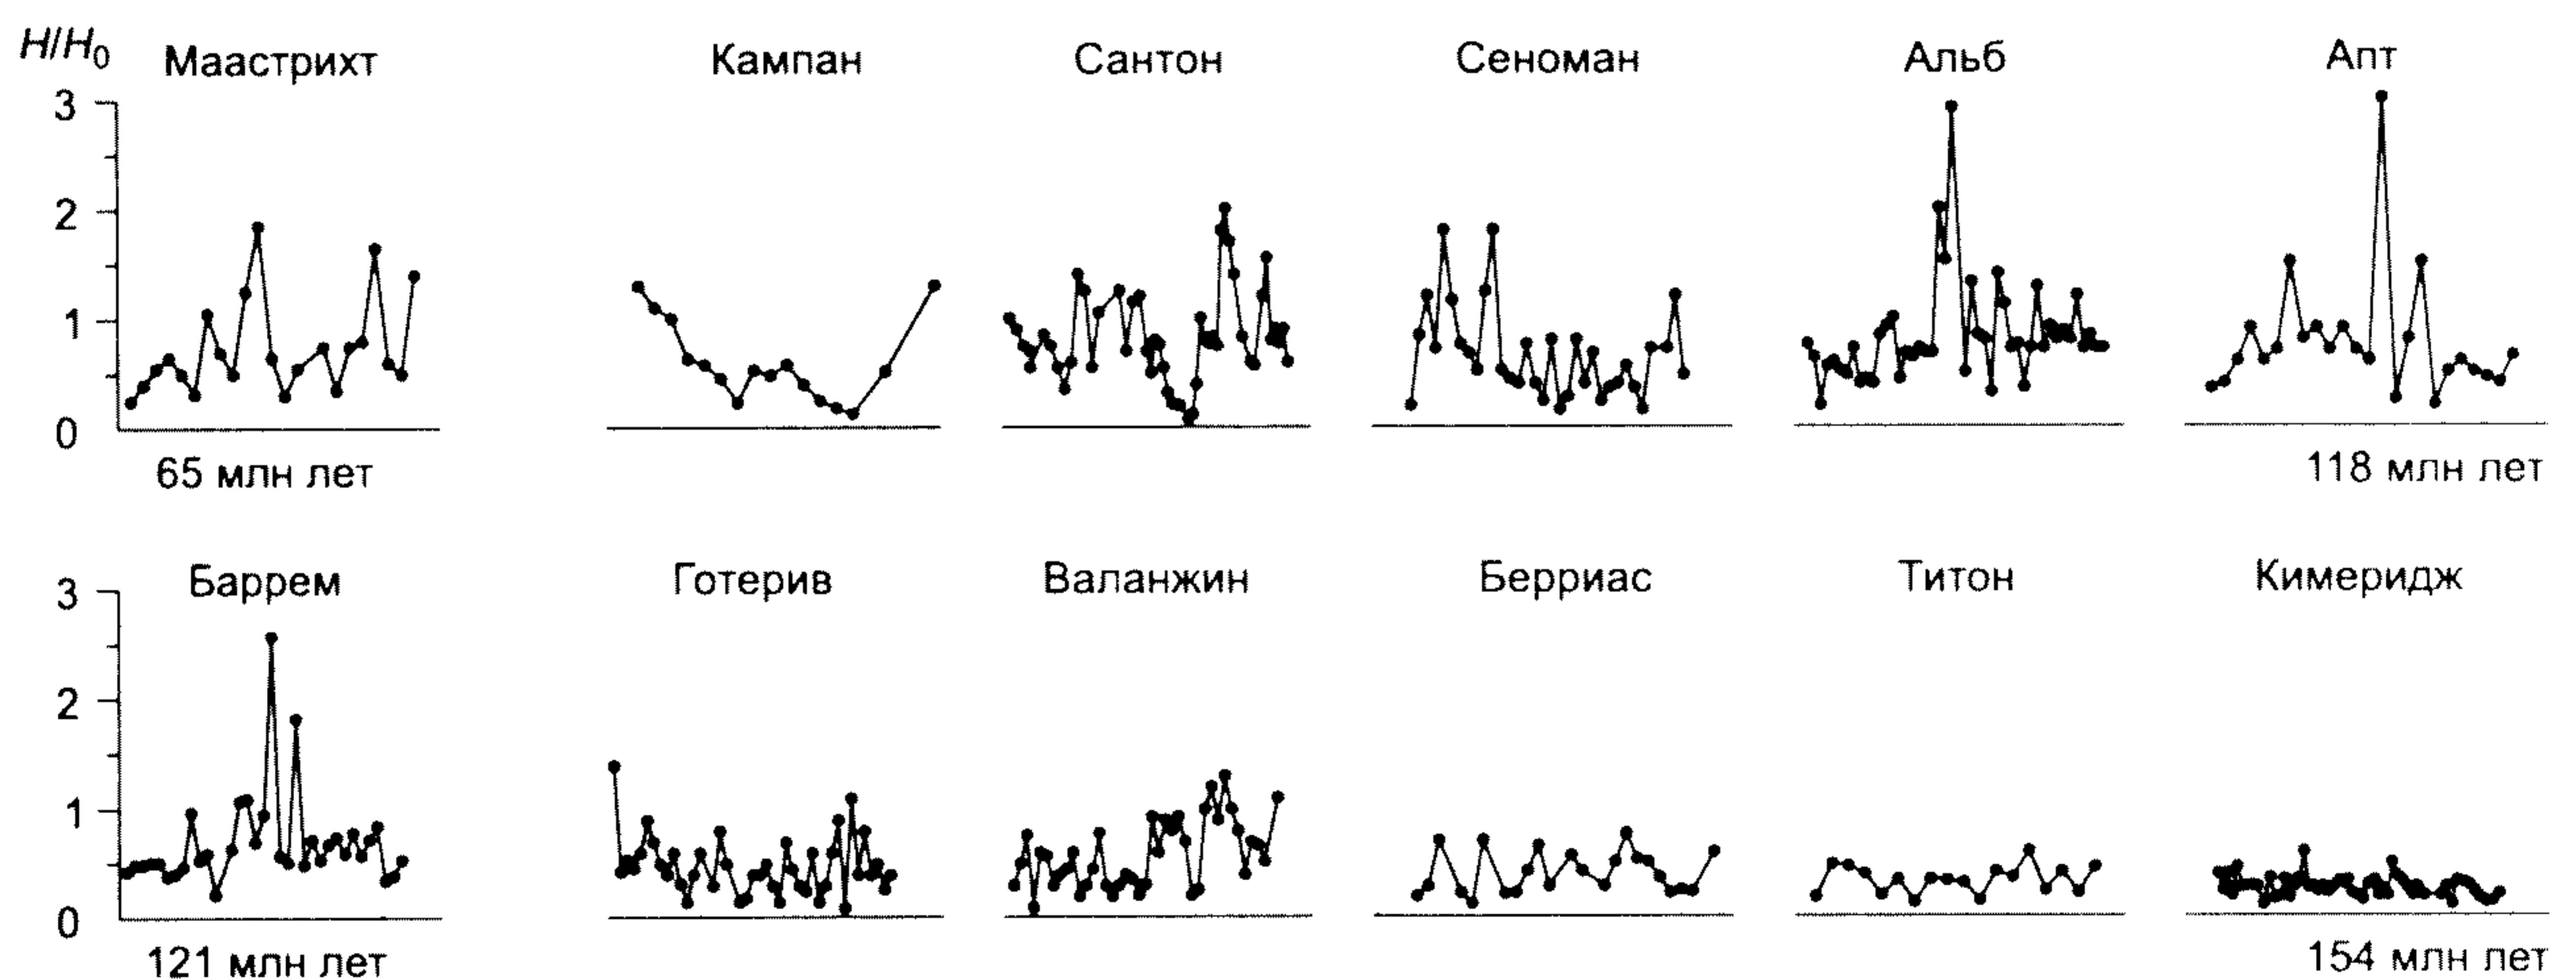 H/H₀ Маастрихт Кампан Сантон Сеноман Альб Апт
3
2
1
0
65 млн лет 118 млн лет
Баррем Готерив Валанжин Берриас Титон Кимеридж
3
2
1
0
121 млн лет 154 млн лет